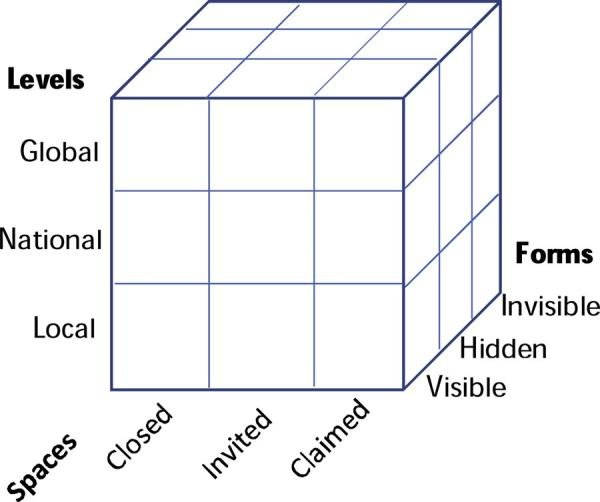 Levels
Global
National
Local
Forms
Invisible
Hidden
Visible
Spaces
Closed
Invited
Claimed